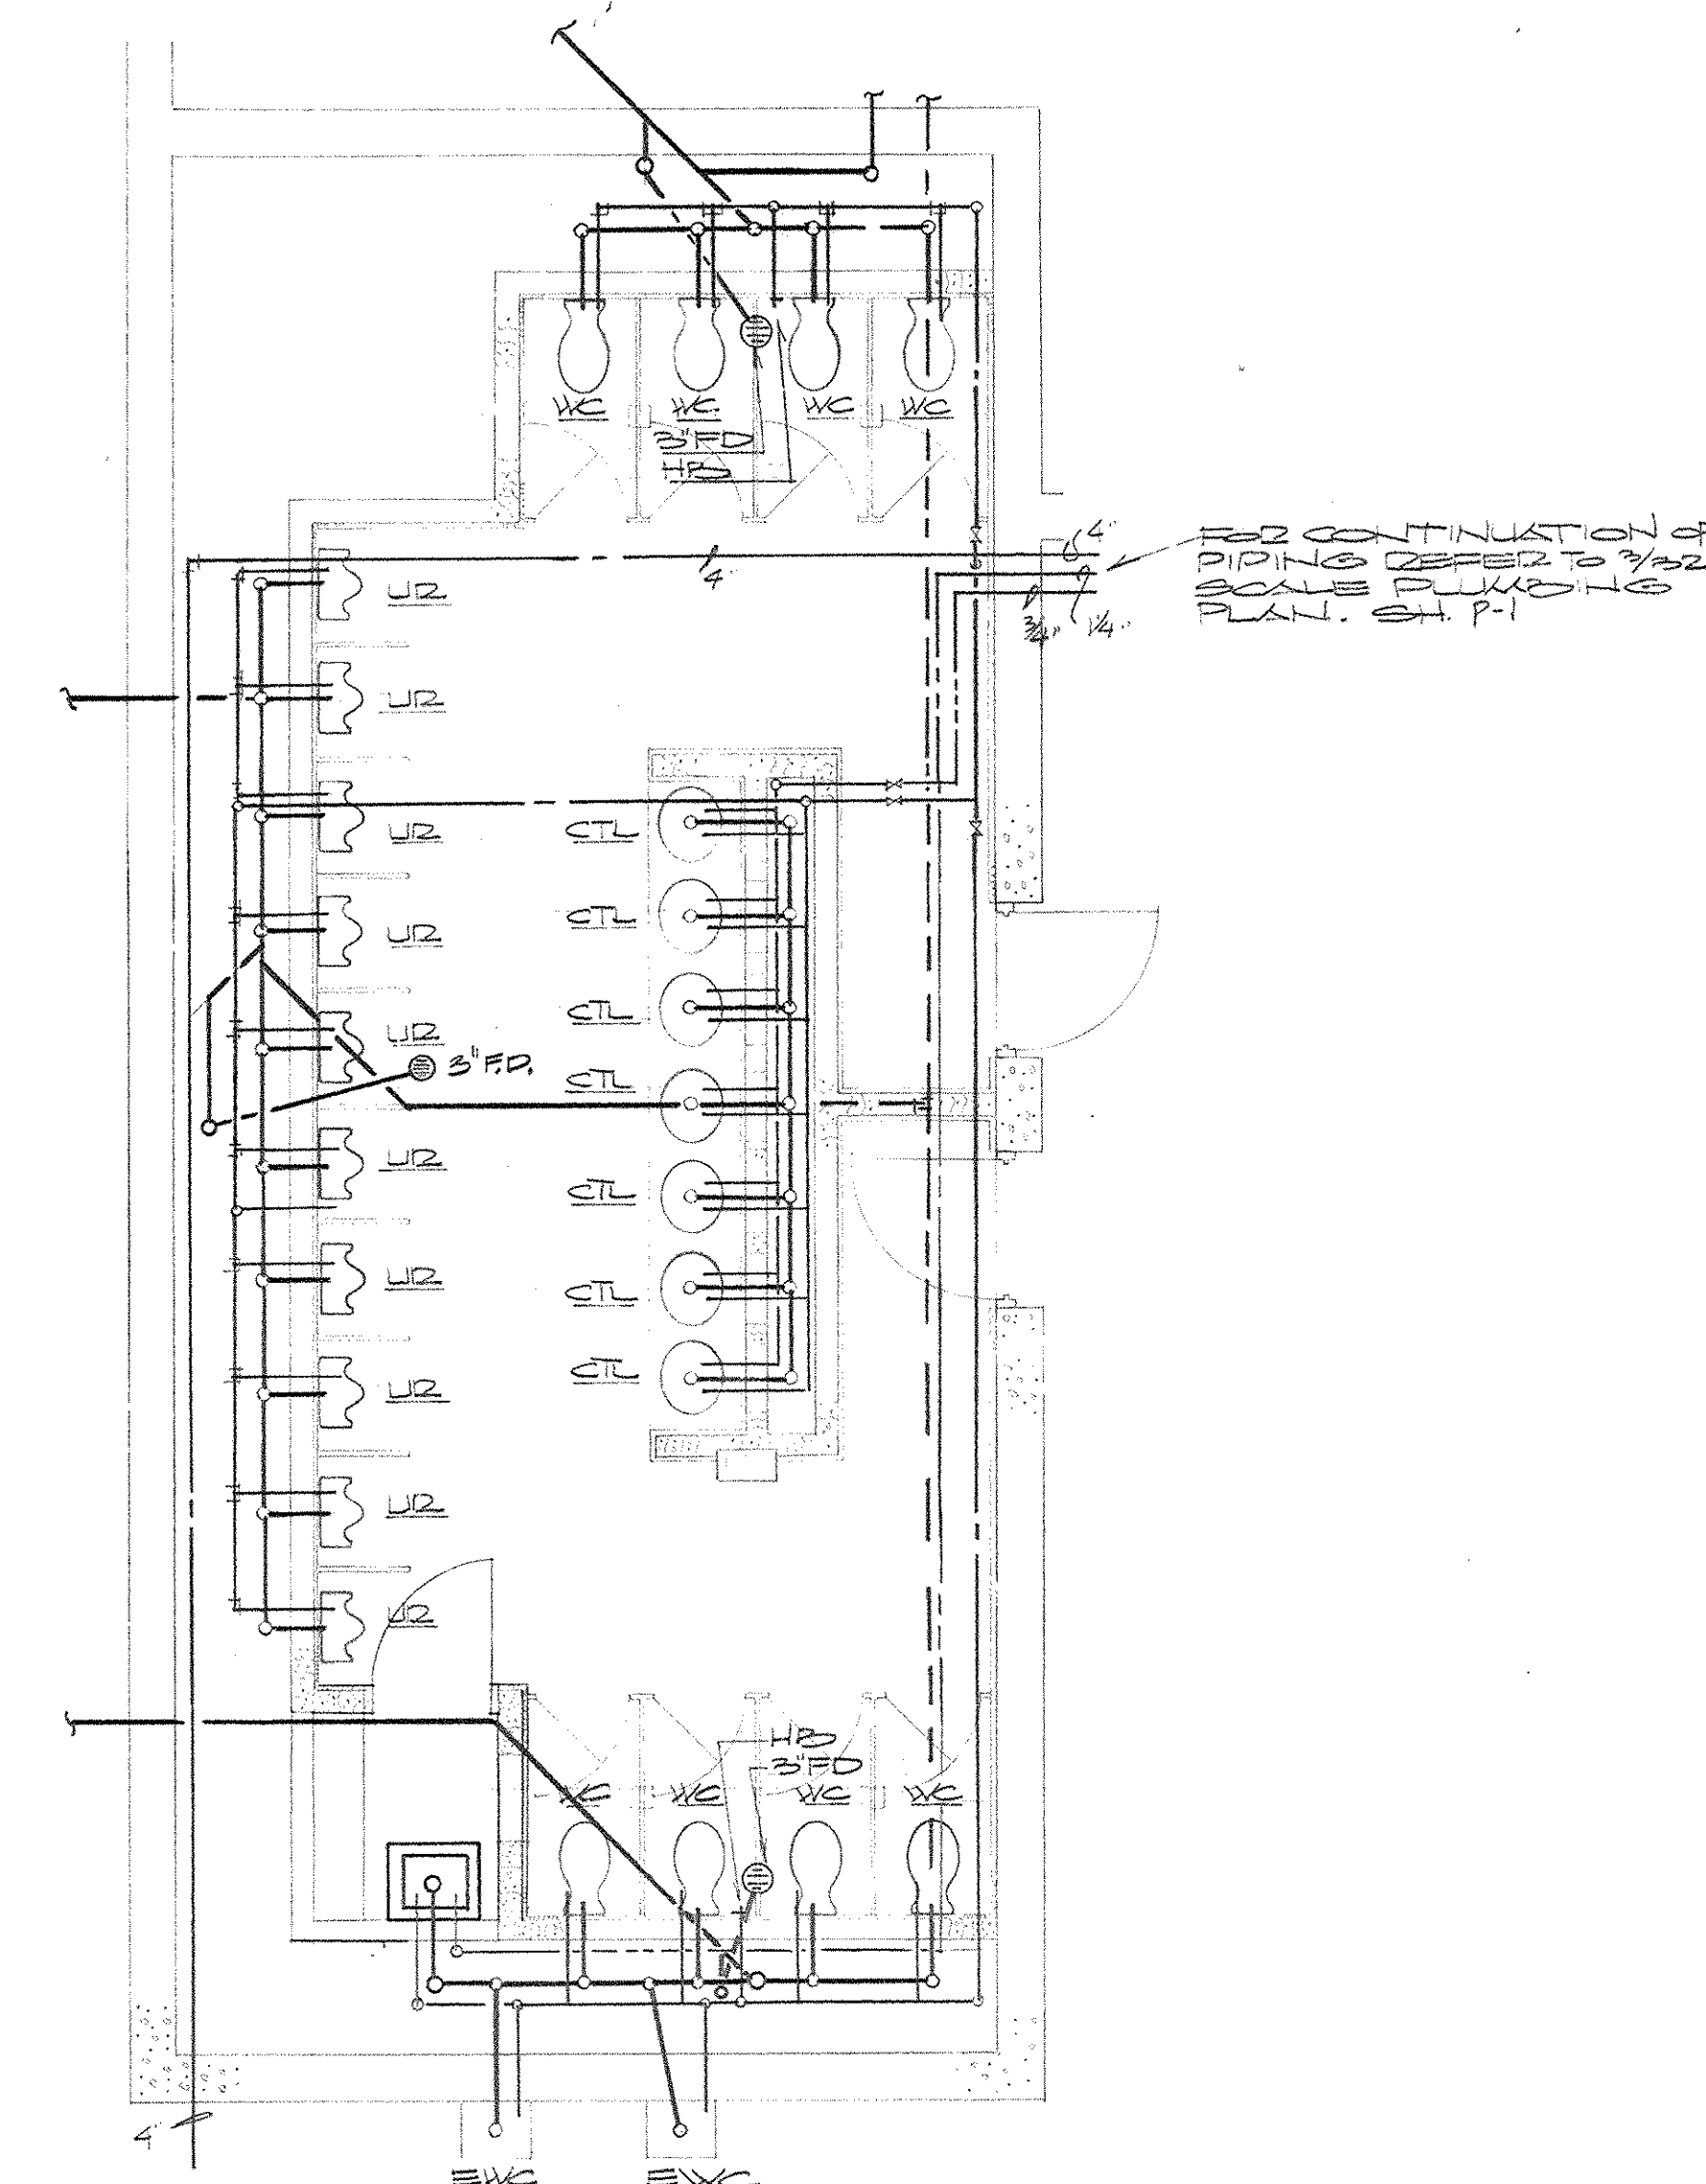 WC WC WC WC
3"FD
HB
4"
4"
FOR CONTINUATION OF
PIPING REFER TO 3/32
SCALE PLUMBING
PLAN. SH. P-1
3/4" 1/4"
UR
UR
UR
CTL
UR
CTL
UR
CTL
3"F.D.
CTL
UR
CTL
UR
CTL
UR
CTL
UR
UR
HB
3"FD
WC WC WC WC
4"
EWC EWC